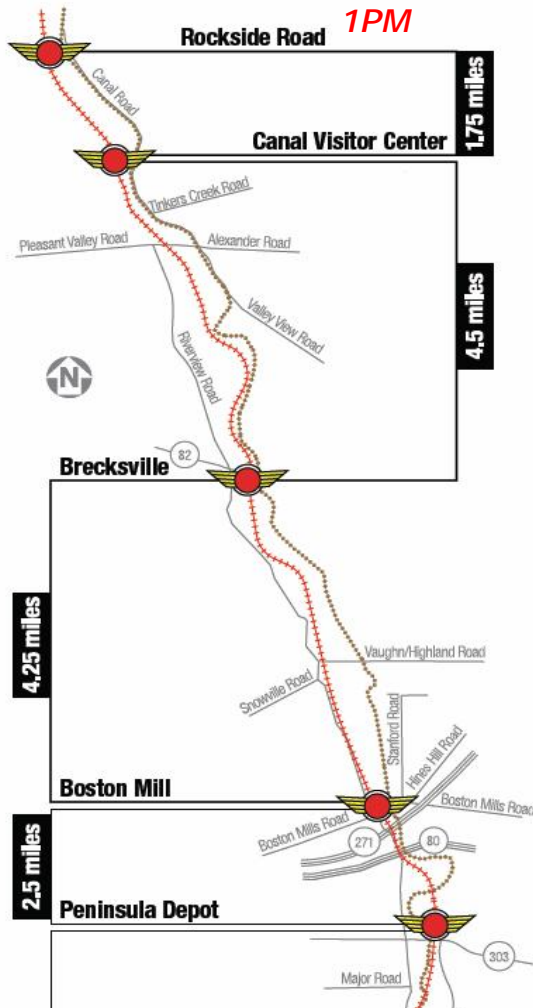 1PM
Rockside Road
1.75 miles
Canal Road
Canal Visitor Center
Tinkers Creek Road
Pleasant Valley Road
Alexander Road
4.5 miles
Valley View Road
Riverview Road
N
82
Brecksville
4.25 miles
Vaughn/Highland Road
Snowville Road
Stanford Road
Hines Hill Road
Boston Mill
Boston Mills Road
Boston Mills Road
271
80
2.5 miles
Peninsula Depot
303
Major Road